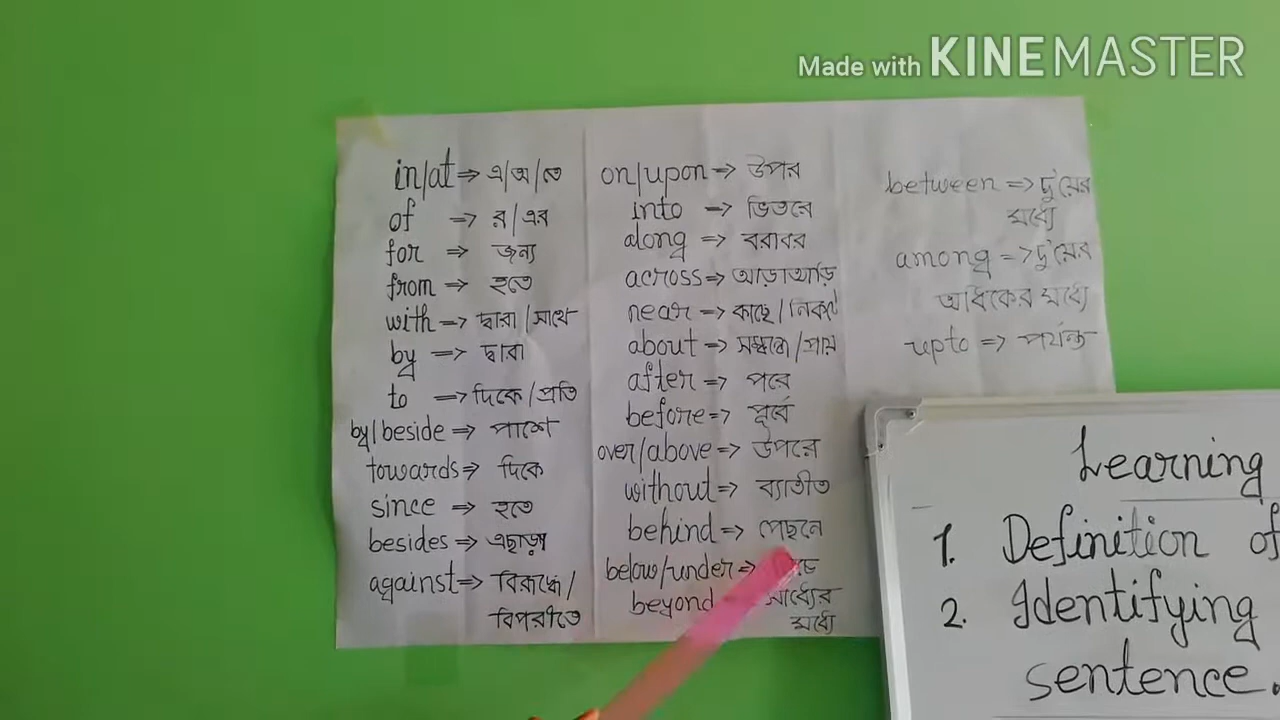 Made with KINEMASTER
in/at => এ/অ/তে
of => র/এর
for => জন্য
from => হতে
with => দ্বারা/সাথে
by => দ্বারা
to => দিকে/প্রতি
by/beside => পাশে
towards => দিকে
since => হতে
besides => এছাড়া
against => বিরুদ্ধে/
বিপরীতে
on/upon => উপর
into => ভিতরে
along => বরাবর
across => আড়াআড়ি
near => কাছে/নিকট
about => সম্বন্ধে/প্রায়
after => পরে
before => পূর্বে
over/above => উপরে
without => ব্যাতীত
behind => পেছনে
below/under =>
beyond সাধ্যের
মধ্যে
between => দু'য়ের
মধ্যে
among => দু'য়ের
অধিকের মধ্যে
upto => পর্যন্ত
Learning
1. Definition of
2. Identifying
sentence.